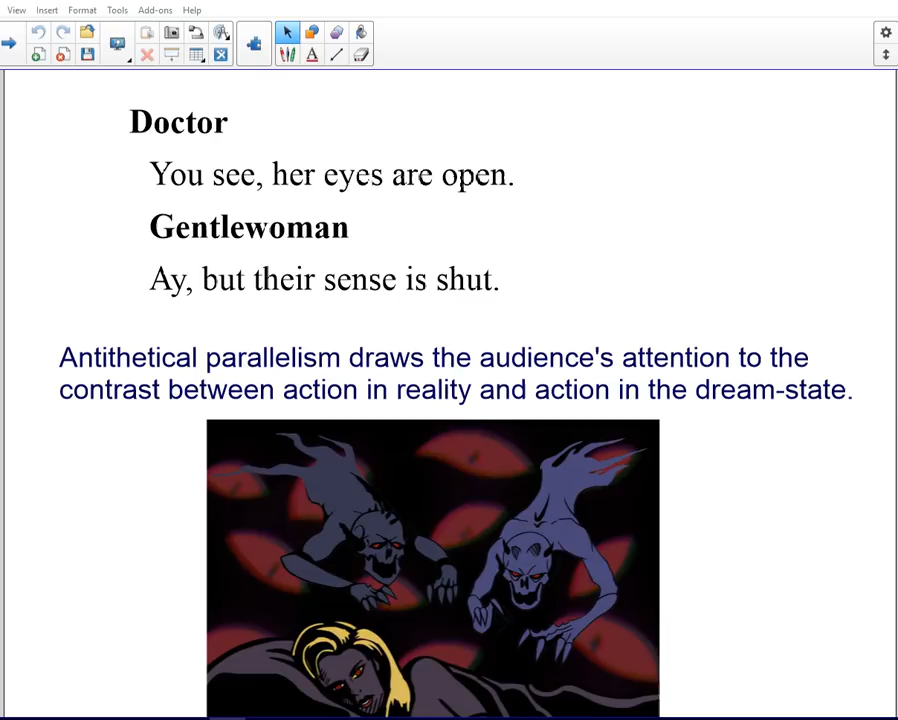 View Insert Format Tools Add-ons Help
Doctor
You see, her eyes are open.
Gentlewoman
Ay, but their sense is shut.
Antithetical parallelism draws the audience's attention to the
contrast between action in reality and action in the dream-state.